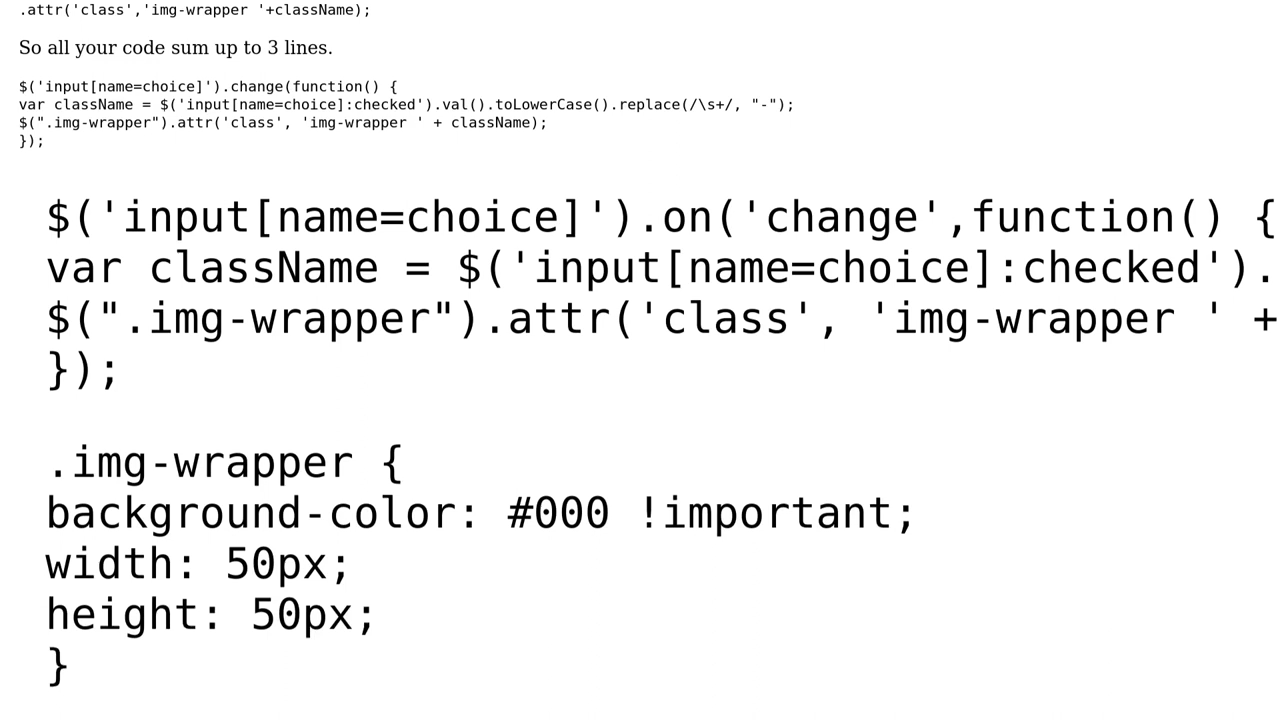 .attr('class','img-wrapper '+className);
So all your code sum up to 3 lines.
$('input[name=choice]').change(function() {
var className = $('input[name=choice]:checked').val().toLowerCase().replace(/\s+/, "-");
$(".img-wrapper").attr('class', 'img-wrapper ' + className);
});
$('input[name=choice]').on('change',function() {
var className = $('input[name=choice]:checked').
$(".img-wrapper").attr('class', 'img-wrapper ' +
});
.img-wrapper {
background-color: #000 !important;
width: 50px;
height: 50px;
}